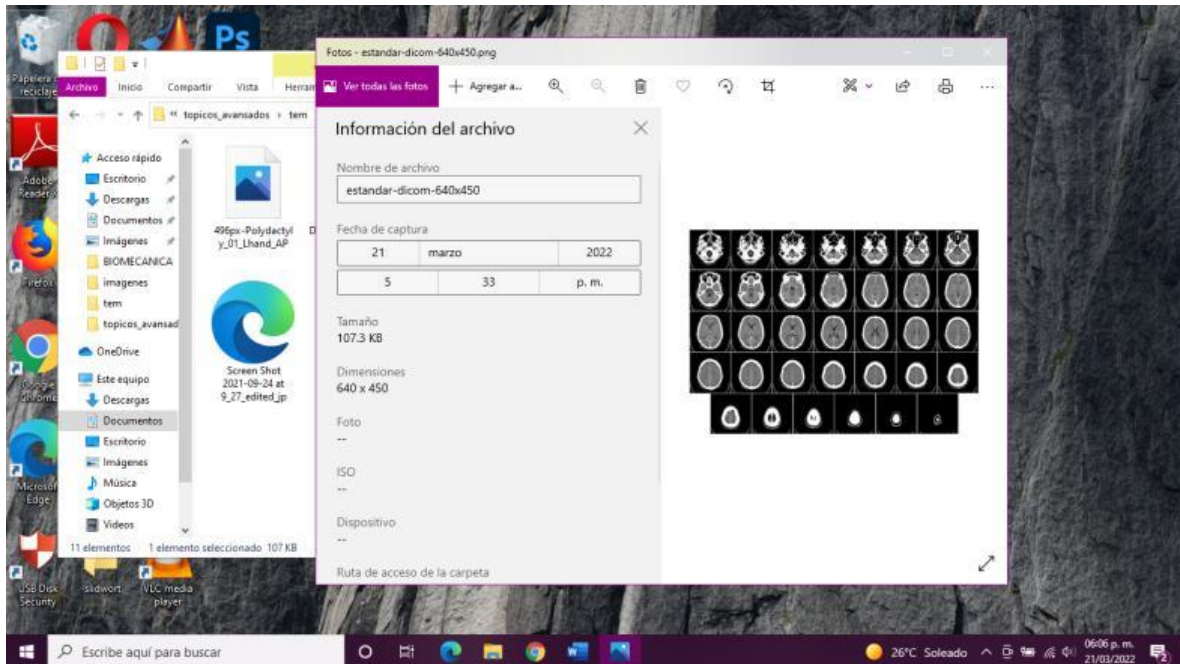 Papelera de
reciclaje
Ps
Adobe
Reader X
Firefox
Google
Chrome
Microsoft
Edge
USB Disk
Security
slidwort
VLC media
player
Archivo Inicio Compartir Vista Herram
« topicos_avansados › tem
Acceso rápido
Escritorio
Descargas
Documentos
Imágenes
BIOMECANICA
imagenes
tem
topicos_avansad
OneDrive
Este equipo
Descargas
Documentos
Escritorio
Imágenes
Música
Objetos 3D
Videos
496px-Polydactyl
y_01_Lhand_AP
D
Screen Shot
2021-09-24 at
9_27_edited_jp
11 elementos 1 elemento seleccionado 107 KB
Fotos - estandar-dicom-640x450.png
Ver todas las fotos + Agregar a...
Información del archivo
Nombre de archivo
estandar-dicom-640x450
Fecha de captura
21 marzo 2022
5 33 p. m.
Tamaño
107.3 KB
Dimensiones
640 x 450
Foto
--
ISO
--
Dispositivo
--
Ruta de acceso de la carpeta
Escribe aquí para buscar
26°C Soleado
06:06 p. m.
21/03/2022
2